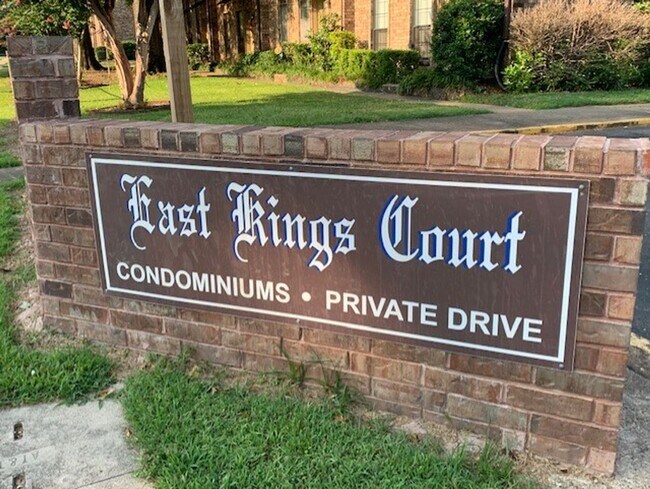 East Kings Court
CONDOMINIUMS • PRIVATE DRIVE